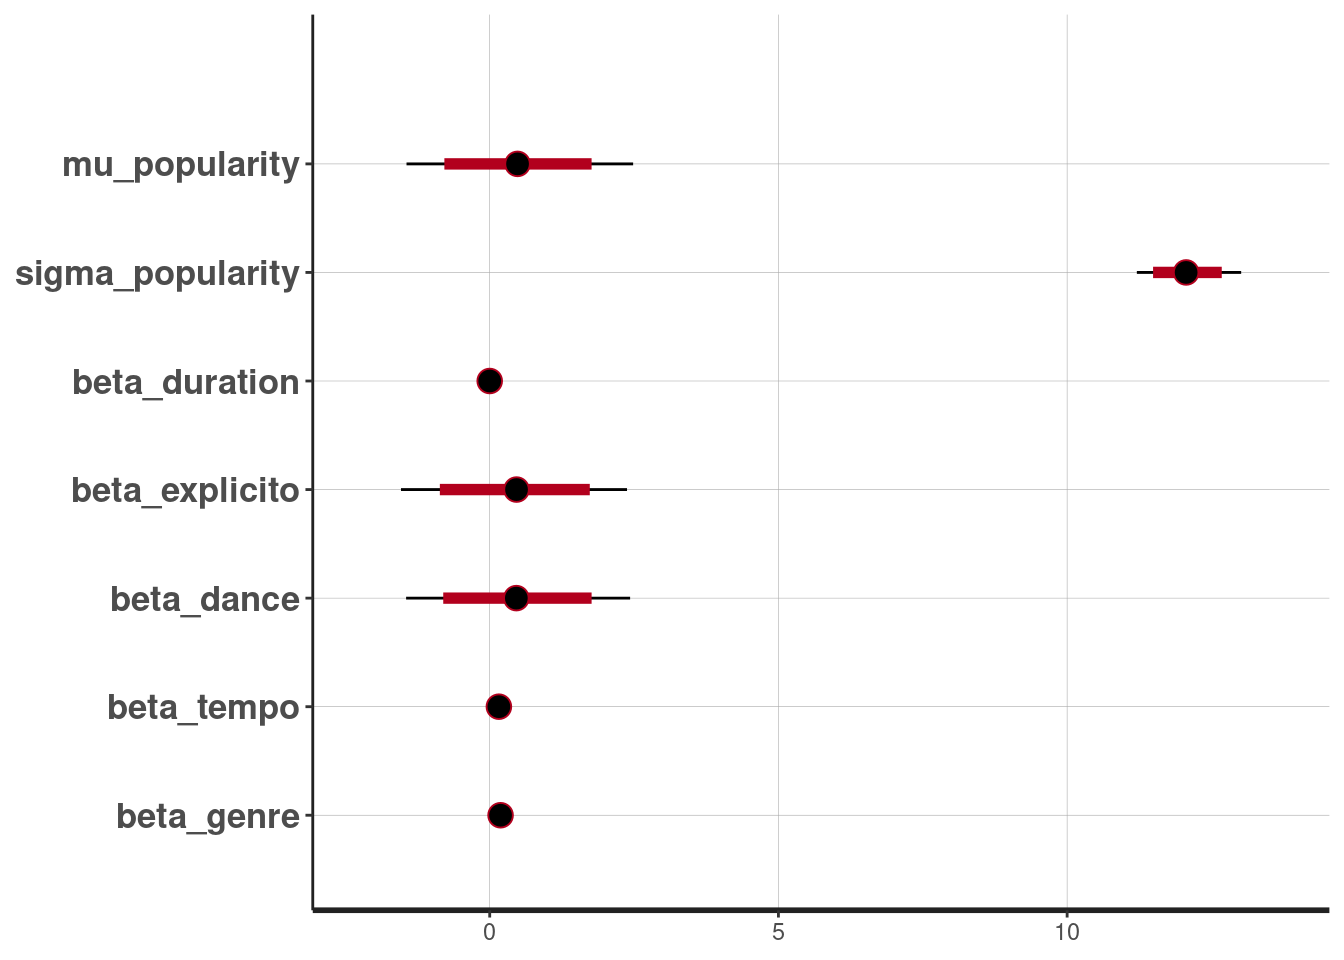 mu_popularity
sigma_popularity
beta_duration
beta_explicito
beta_dance
beta_tempo
beta_genre
0 5 10